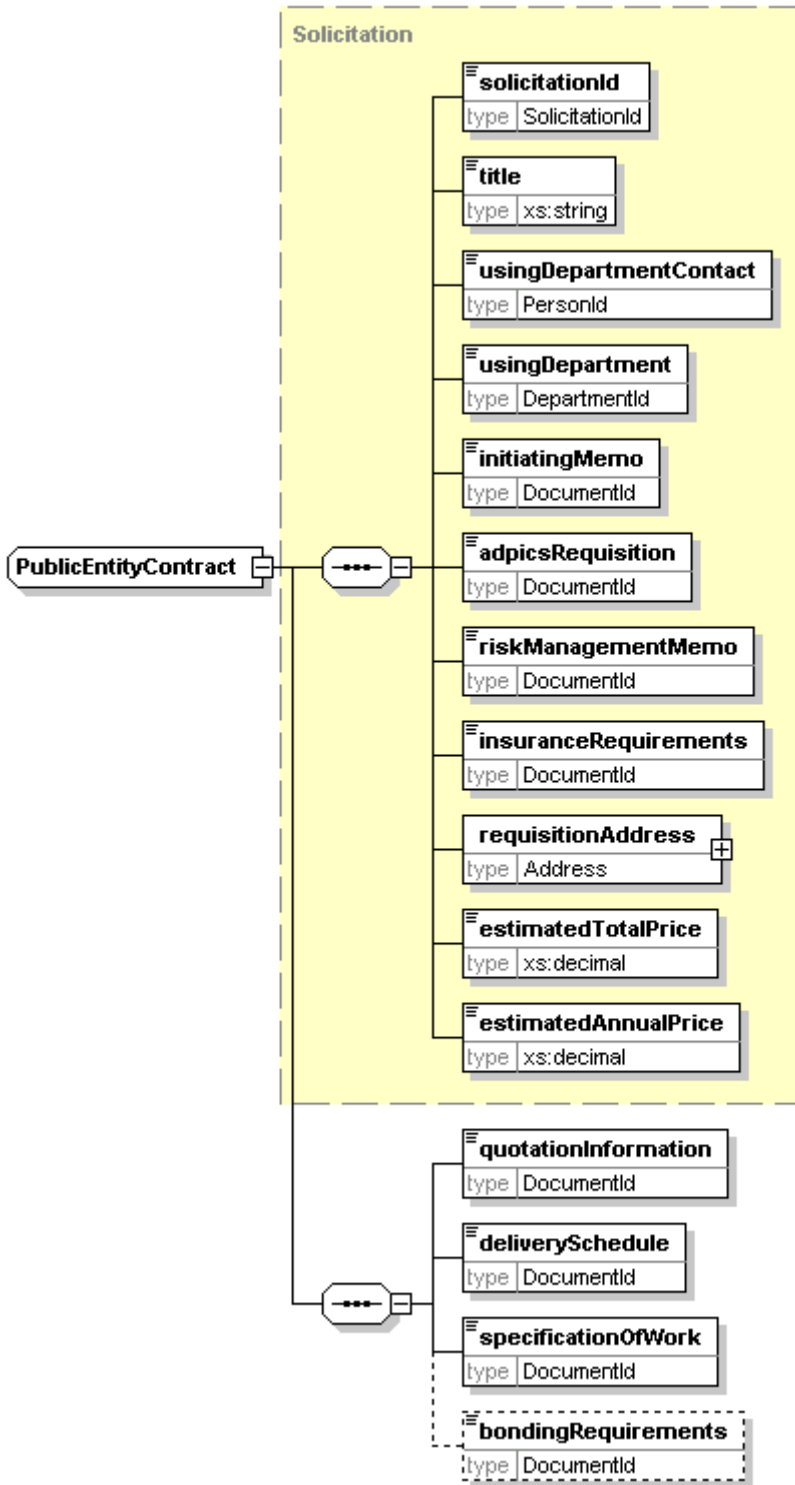 Solicitation
solicitationId
type SolicitationId
title
type xs:string
usingDepartmentContact
type PersonId
usingDepartment
type DepartmentId
initiatingMemo
type DocumentId
PublicEntityContract
adpicsRequisition
type DocumentId
riskManagementMemo
type DocumentId
insuranceRequirements
type DocumentId
requisitionAddress
type Address
estimatedTotalPrice
type xs:decimal
estimatedAnnualPrice
type xs:decimal
quotationInformation
type DocumentId
deliverySchedule
type DocumentId
specificationOfWork
type DocumentId
bondingRequirements
type DocumentId